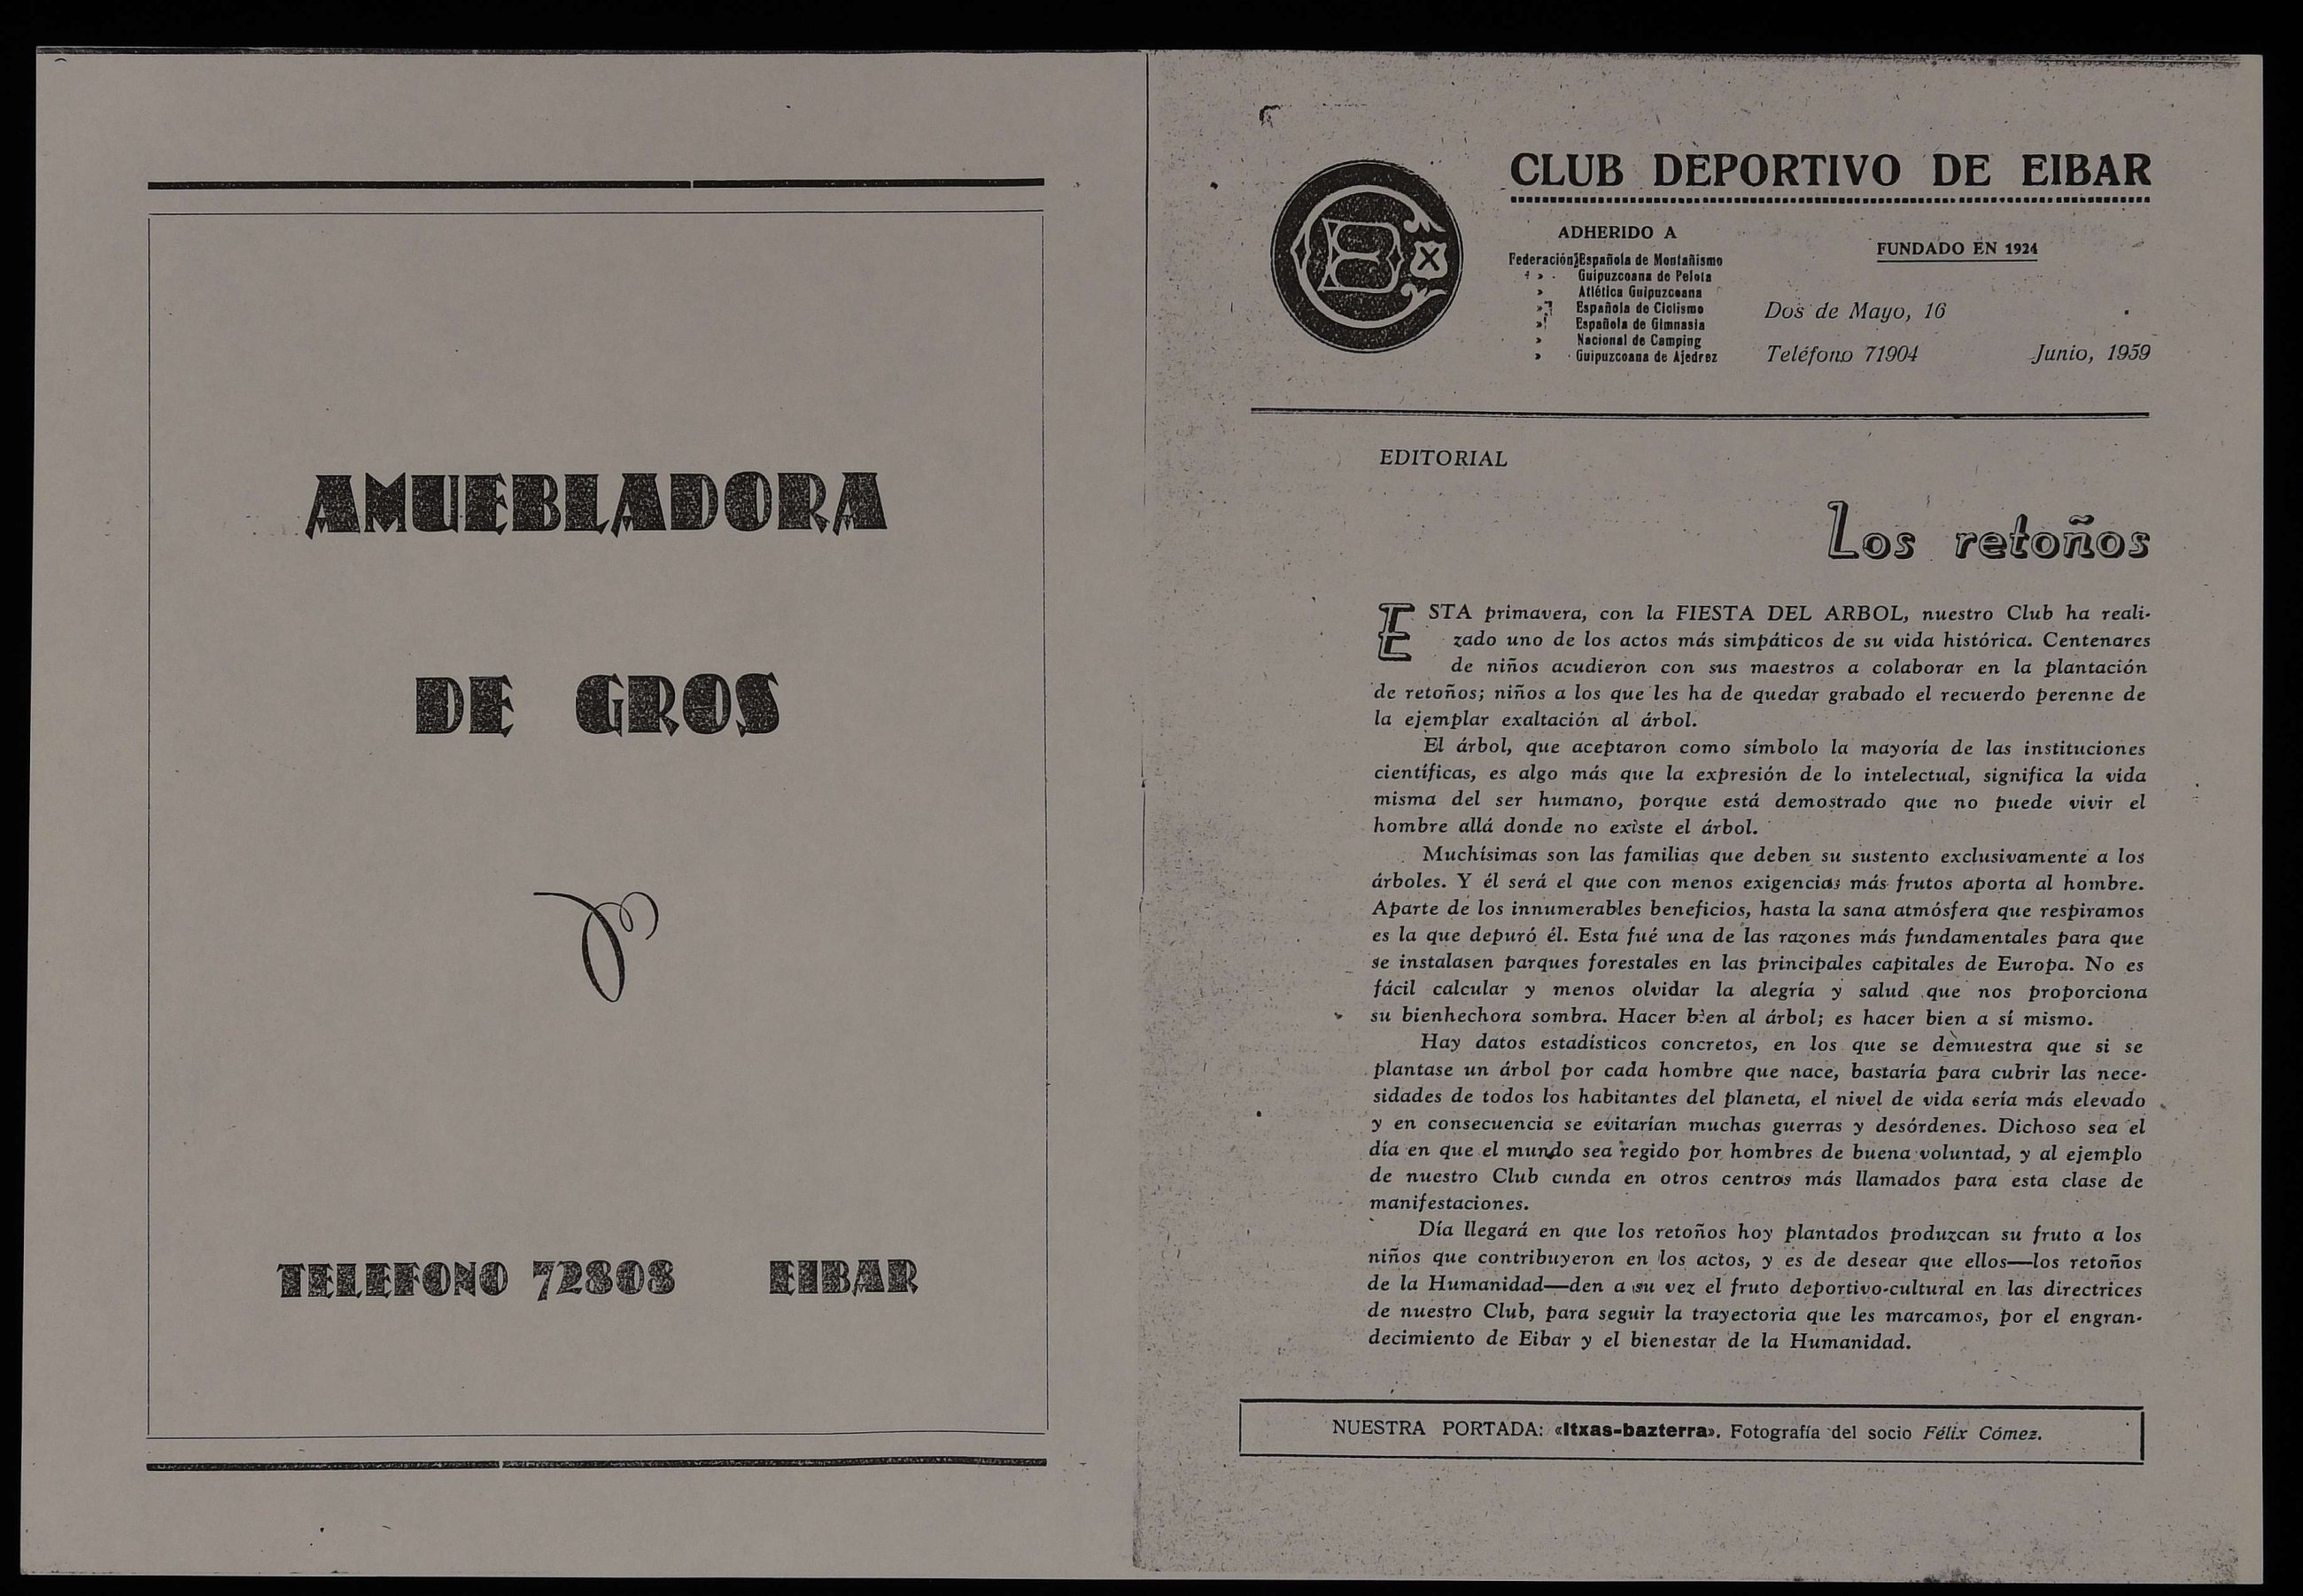 AMUEBLADORA
DE GROS
TELEFONO 72808 EIBAR
CLUB DEPORTIVO DE EIBAR
ADHERIDO A
Federación Española de Montañismo
» Guipuzcoana de Pelota
» Atlética Guipuzcoana
» Española de Ciclismo
» Española de Gimnasia
» Nacional de Camping
» Guipuzcoana de Ajedrez
FUNDADO EN 1924
Dos de Mayo, 16
Teléfono 71904 Junio, 1959
EDITORIAL
Los retoños
ESTA primavera, con la FIESTA DEL ARBOL, nuestro Club ha reali-
zado uno de los actos más simpáticos de su vida histórica. Centenares
de niños acudieron con sus maestros a colaborar en la plantación
de retoños; niños a los que les ha de quedar grabado el recuerdo perenne de
la ejemplar exaltación al árbol.
El árbol, que aceptaron como símbolo la mayoría de las instituciones
científicas, es algo más que la expresión de lo intelectual, significa la vida
misma del ser humano, porque está demostrado que no puede vivir el
hombre allá donde no existe el árbol.
Muchísimas son las familias que deben su sustento exclusivamente a los
árboles. Y él será el que con menos exigencias más frutos aporta al hombre.
Aparte de los innumerables beneficios, hasta la sana atmósfera que respiramos
es la que depuró él. Esta fué una de las razones más fundamentales para que
se instalasen parques forestales en las principales capitales de Europa. No es
fácil calcular y menos olvidar la alegría y salud que nos proporciona
su bienhechora sombra. Hacer bien al árbol; es hacer bien a sí mismo.
Hay datos estadísticos concretos, en los que se demuestra que si se
plantase un árbol por cada hombre que nace, bastaría para cubrir las nece-
sidades de todos los habitantes del planeta, el nivel de vida sería más elevado
y en consecuencia se evitarían muchas guerras y desórdenes. Dichoso sea el
día en que el mundo sea regido por hombres de buena voluntad, y al ejemplo
de nuestro Club cunda en otros centros más llamados para esta clase de
manifestaciones.
Día llegará en que los retoños hoy plantados produzcan su fruto a los
niños que contribuyeron en los actos, y es de desear que ellos—los retoños
de la Humanidad—den a su vez el fruto deportivo-cultural en las directrices
de nuestro Club, para seguir la trayectoria que les marcamos, por el engran-
decimiento de Eibar y el bienestar de la Humanidad.
NUESTRA PORTADA: «Itxas-bazterra». Fotografía del socio Félix Cómez.